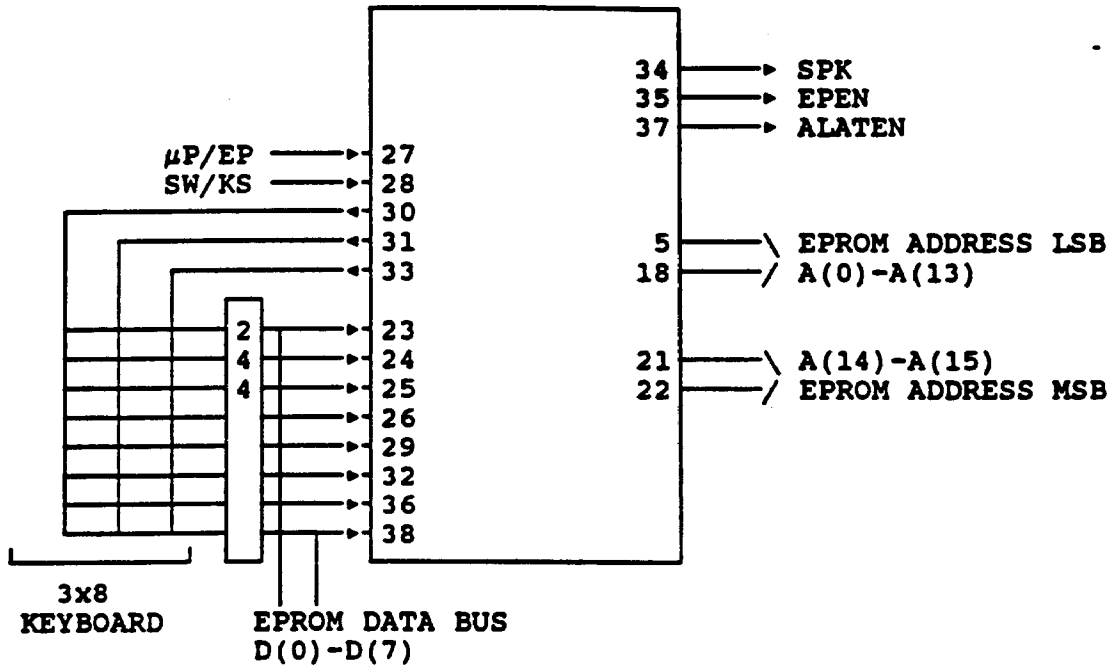 34 SPK
35 EPEN
37 ALATEN
μP/EP 27
SW/KS 28
30
31
5 EPROM ADDRESS LSB
33
18 A(0)-A(13)
2 23
4 24
21 A(14)-A(15)
4 25
22 EPROM ADDRESS MSB
26
29
32
36
38
3x8
KEYBOARD
EPROM DATA BUS
D(0)-D(7)